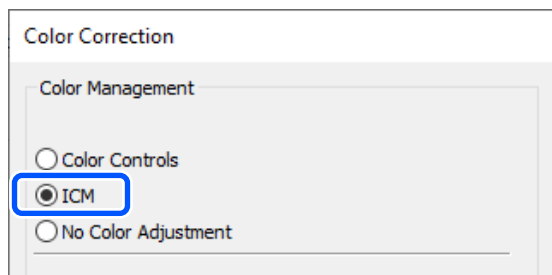 Color Correction
Color Management
Color Controls
ICM
No Color Adjustment